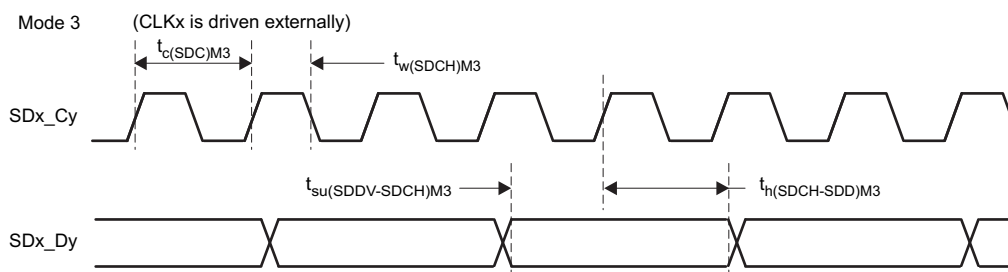 Mode 3 (CLKx is driven externally)
tc(SDC)M3
tw(SDCH)M3
SDx_Cy
tsu(SDDV-SDCH)M3
th(SDCH-SDD)M3
SDx_Dy